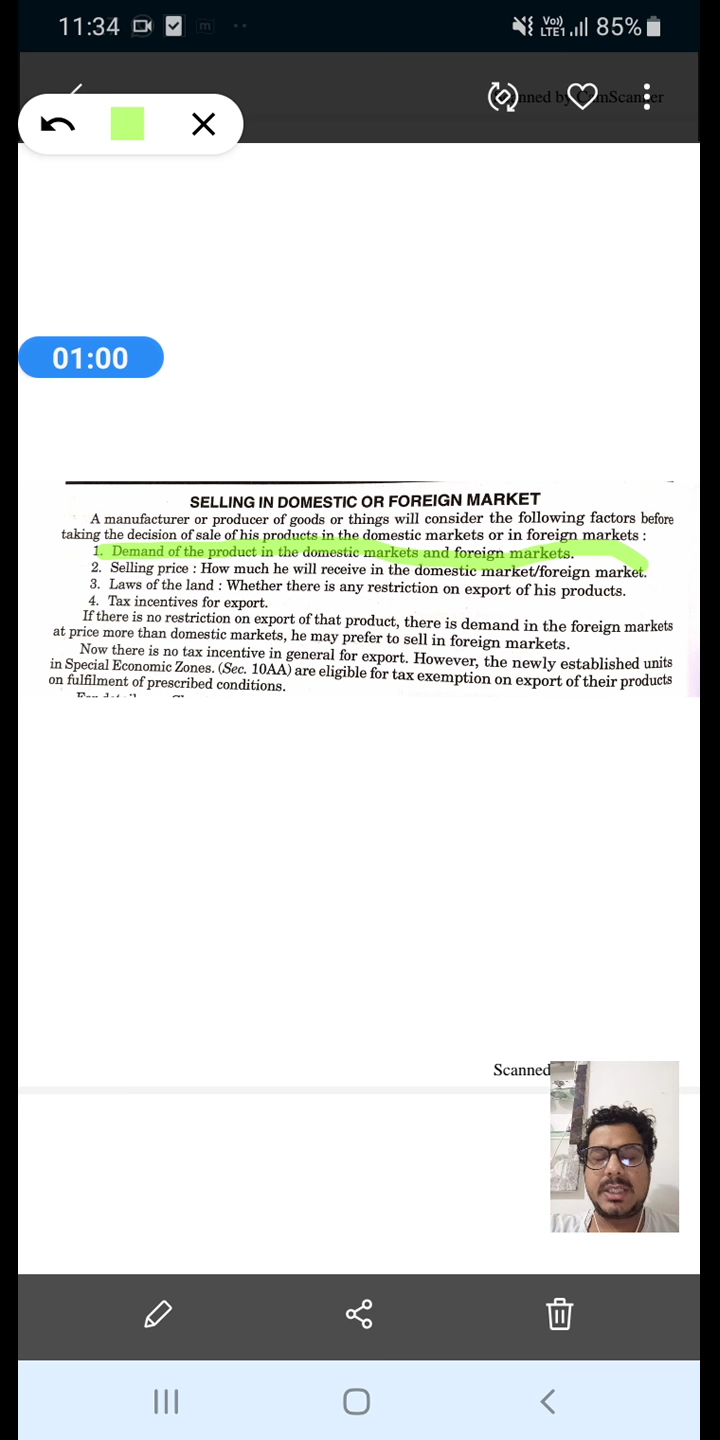 11:34
Vo))
LTE1
85%
nned by CamScanner
01:00
SELLING IN DOMESTIC OR FOREIGN MARKET
A manufacturer or producer of goods or things will consider the following factors before
taking the decision of sale of his products in the domestic markets or in foreign markets :
1. Demand of the product in the domestic markets and foreign markets.
2. Selling price : How much he will receive in the domestic market/foreign market.
3. Laws of the land : Whether there is any restriction on export of his products.
4. Tax incentives for export.
If there is no restriction on export of that product, there is demand in the foreign markets
at price more than domestic markets, he may prefer to sell in foreign markets.
Now there is no tax incentive in general for export. However, the newly established units
in Special Economic Zones. (Sec. 10AA) are eligible for tax exemption on export of their products
on fulfilment of prescribed conditions.
Scanned